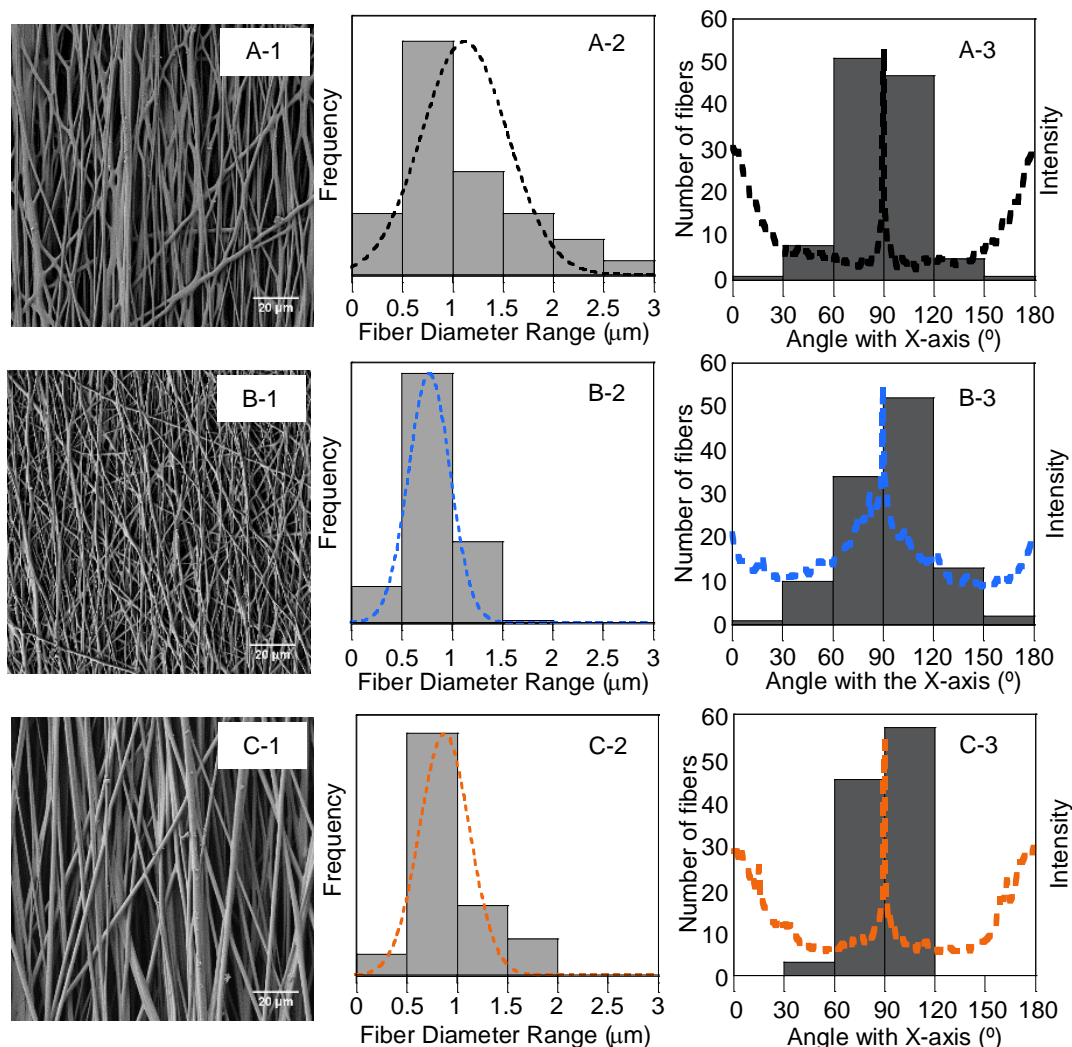 A-1
20 µm
Frequency
A-2
0 0.5 1 1.5 2 2.5 3
Fiber Diameter Range (µm)
Number of fibers
60
50
40
30
20
10
0
A-3
Intensity
0 30 60 90 120 150 180
Angle with X-axis (º)
B-1
20 µm
Frequency
B-2
0 0.5 1 1.5 2 2.5 3
Fiber Diameter Range (µm)
Number of fibers
60
50
40
30
20
10
0
B-3
Intensity
0 30 60 90 120 150 180
Angle with the X-axis (º)
C-1
20 µm
Frequency
C-2
0 0.5 1 1.5 2 2.5 3
Fiber Diameter Range (µm)
Number of fibers
60
50
40
30
20
10
0
C-3
Intensity
0 30 60 90 120 150 180
Angle with X-axis (º)